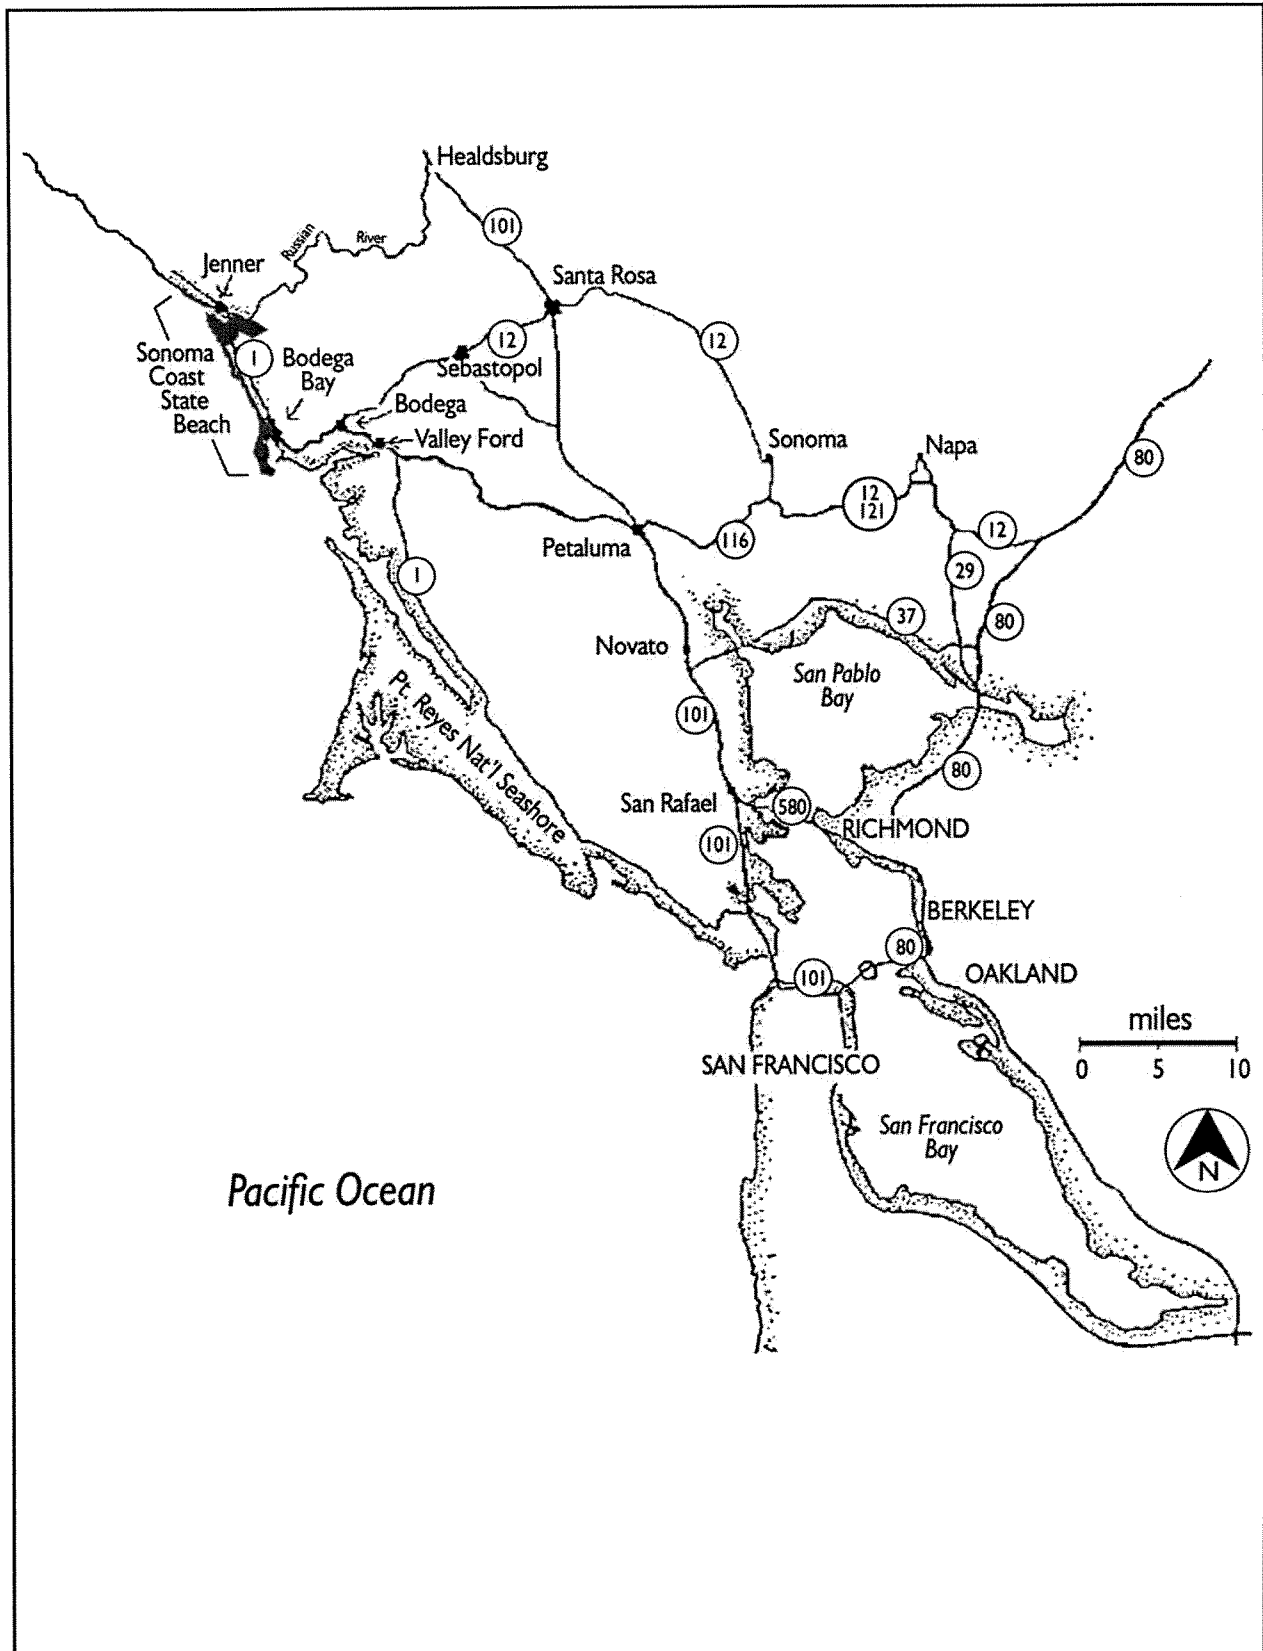 Healdsburg
101
Russian
River
Jenner
Santa Rosa
12
12
Sonoma
Coast
State
Beach
1
Bodega
Bay
Sebastopol
Bodega
Valley Ford
Sonoma
Napa
80
12
121
12
116
Petaluma
29
1
37
80
Novato
San Pablo
Bay
Pt. Reyes Nat'l Seashore
101
80
San Rafael
580
RICHMOND
101
BERKELEY
80
OAKLAND
101
miles
0 5 10
SAN FRANCISCO
San Francisco
Bay
N
Pacific Ocean